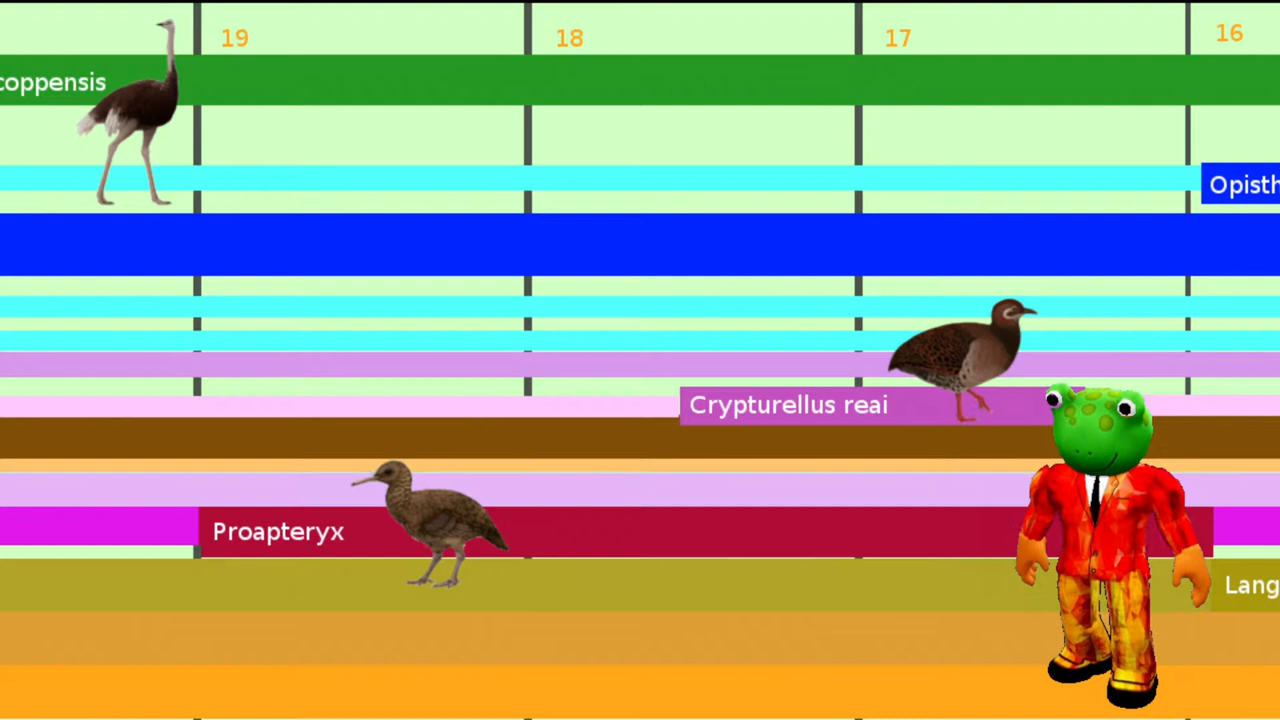 19
18
17
16
coppensis
Opisth
Crypturellus reai
Proapteryx
Lang